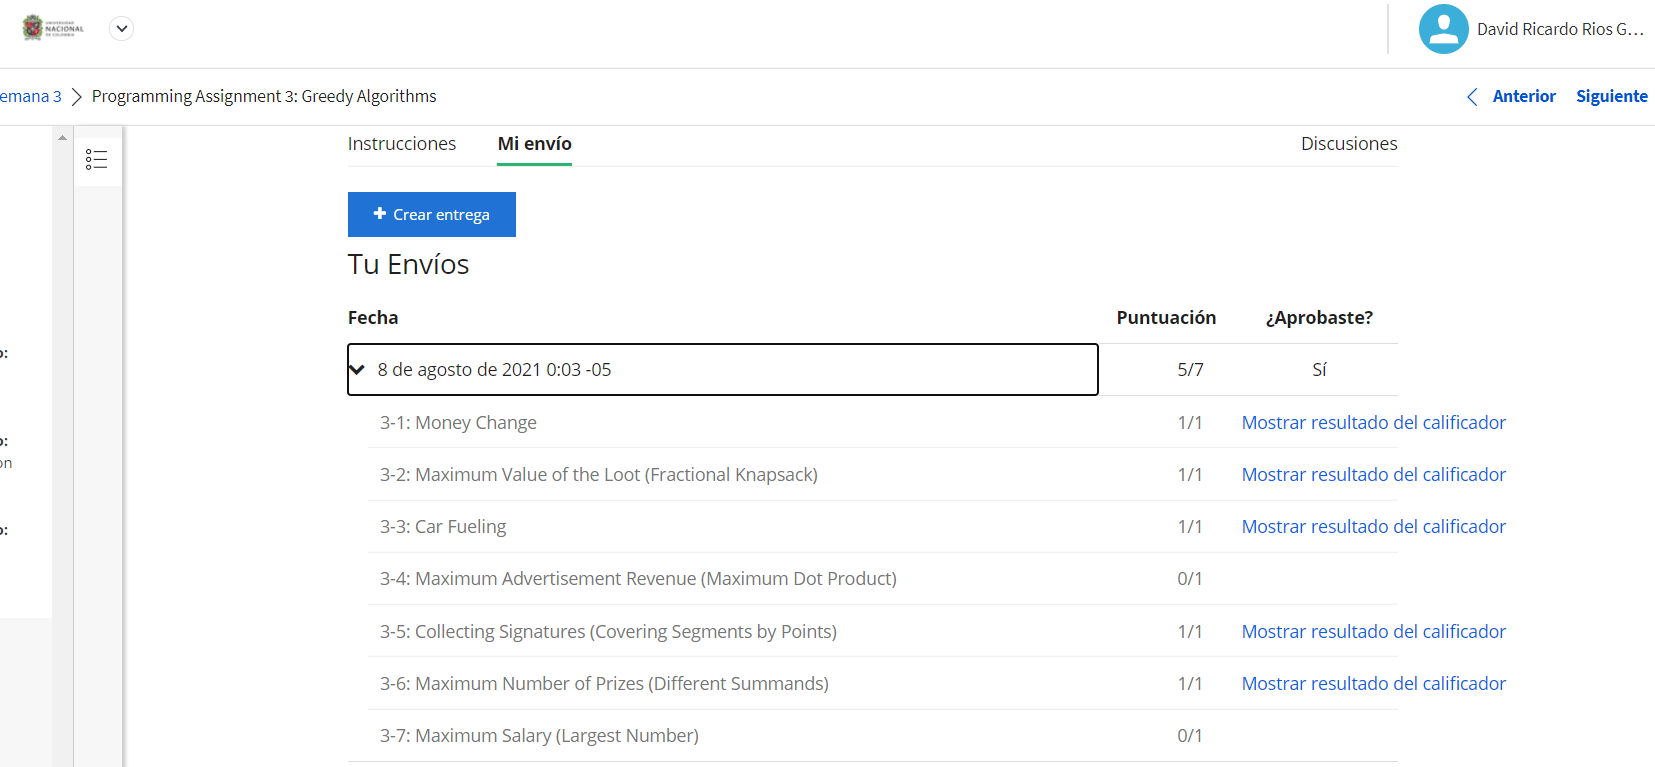 UNIVERSIDAD
NACIONAL
DE COLOMBIA
David Ricardo Rios G...
emana 3 > Programming Assignment 3: Greedy Algorithms
< Anterior Siguiente
Instrucciones Mi envío Discusiones
+ Crear entrega
Tu Envíos
Fecha Puntuación ¿Aprobaste?
8 de agosto de 2021 0:03 -05 5/7 Sí
3-1: Money Change 1/1 Mostrar resultado del calificador
3-2: Maximum Value of the Loot (Fractional Knapsack) 1/1 Mostrar resultado del calificador
3-3: Car Fueling 1/1 Mostrar resultado del calificador
3-4: Maximum Advertisement Revenue (Maximum Dot Product) 0/1
3-5: Collecting Signatures (Covering Segments by Points) 1/1 Mostrar resultado del calificador
3-6: Maximum Number of Prizes (Different Summands) 1/1 Mostrar resultado del calificador
3-7: Maximum Salary (Largest Number) 0/1
o:
o:
on
o: